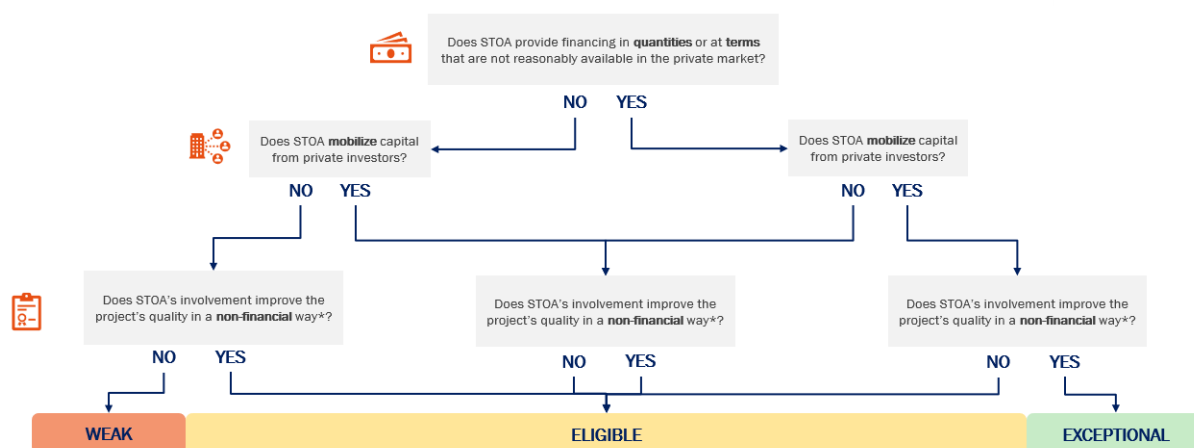 Does STOA provide financing in quantities or at terms
that are not reasonably available in the private market?
NO YES
Does STOA mobilize capital
from private investors?
Does STOA mobilize capital
from private investors?
NO YES
NO YES
Does STOA's involvement improve the
project's quality in a non-financial way*?
Does STOA's involvement improve the
project's quality in a non-financial way*?
Does STOA's involvement improve the
project's quality in a non-financial way*?
NO YES
NO YES
NO YES
WEAK
ELIGIBLE
EXCEPTIONAL